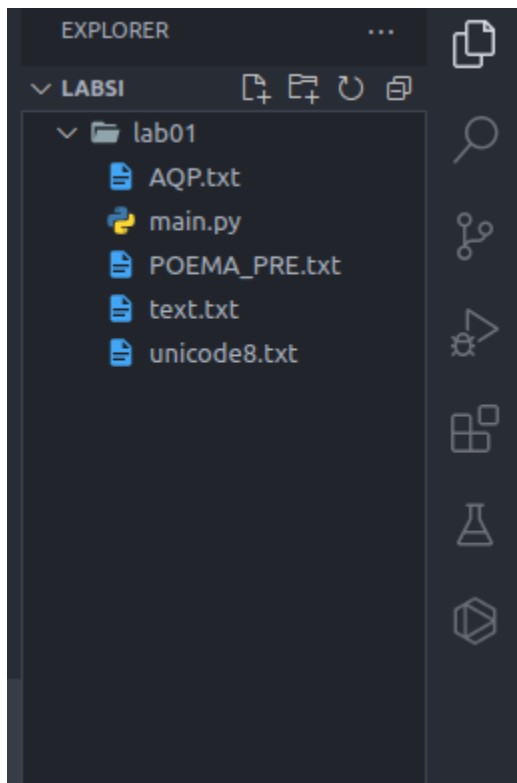 EXPLORER
LABSI
lab01
AQP.txt
main.py
POEMA_PRE.txt
text.txt
unicode8.txt